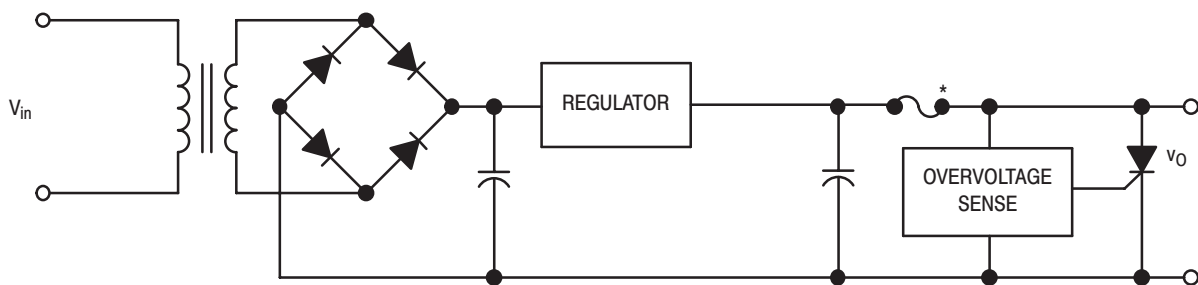 V_in
REGULATOR
*
OVERVOLTAGE
SENSE
v_O